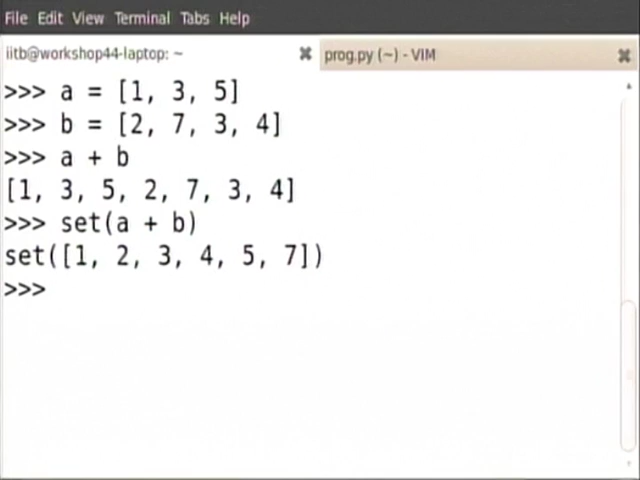 File Edit View Terminal Tabs Help
iitb@workshop44-laptop: ~ prog.py (~) - VIM
>>> a = [1, 3, 5]
>>> b = [2, 7, 3, 4]
>>> a + b
[1, 3, 5, 2, 7, 3, 4]
>>> set(a + b)
set([1, 2, 3, 4, 5, 7])
>>>